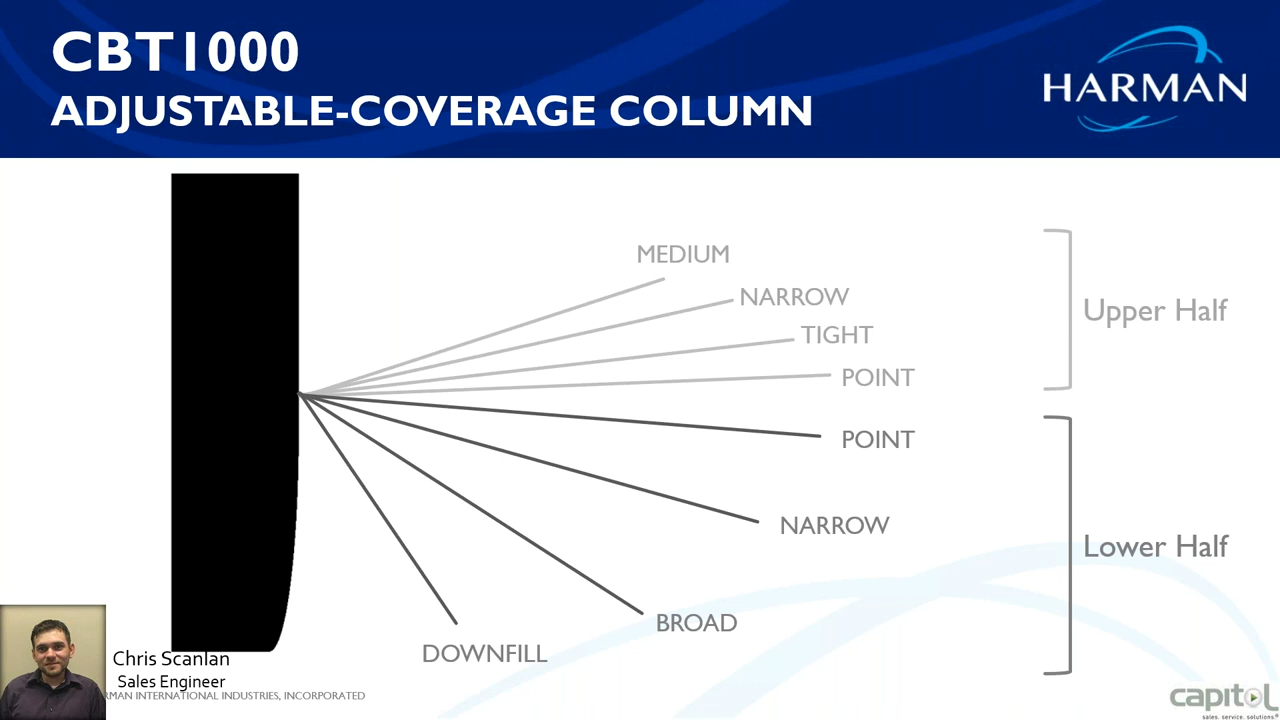 CBT1000
ADJUSTABLE-COVERAGE COLUMN
HARMAN
MEDIUM
NARROW
TIGHT
POINT
Upper Half
POINT
NARROW
Lower Half
BROAD
DOWNFILL
Chris Scanlan
Sales Engineer
RMAN INTERNATIONAL INDUSTRIES, INCORPORATED
capitol
sales. service. solutions.®